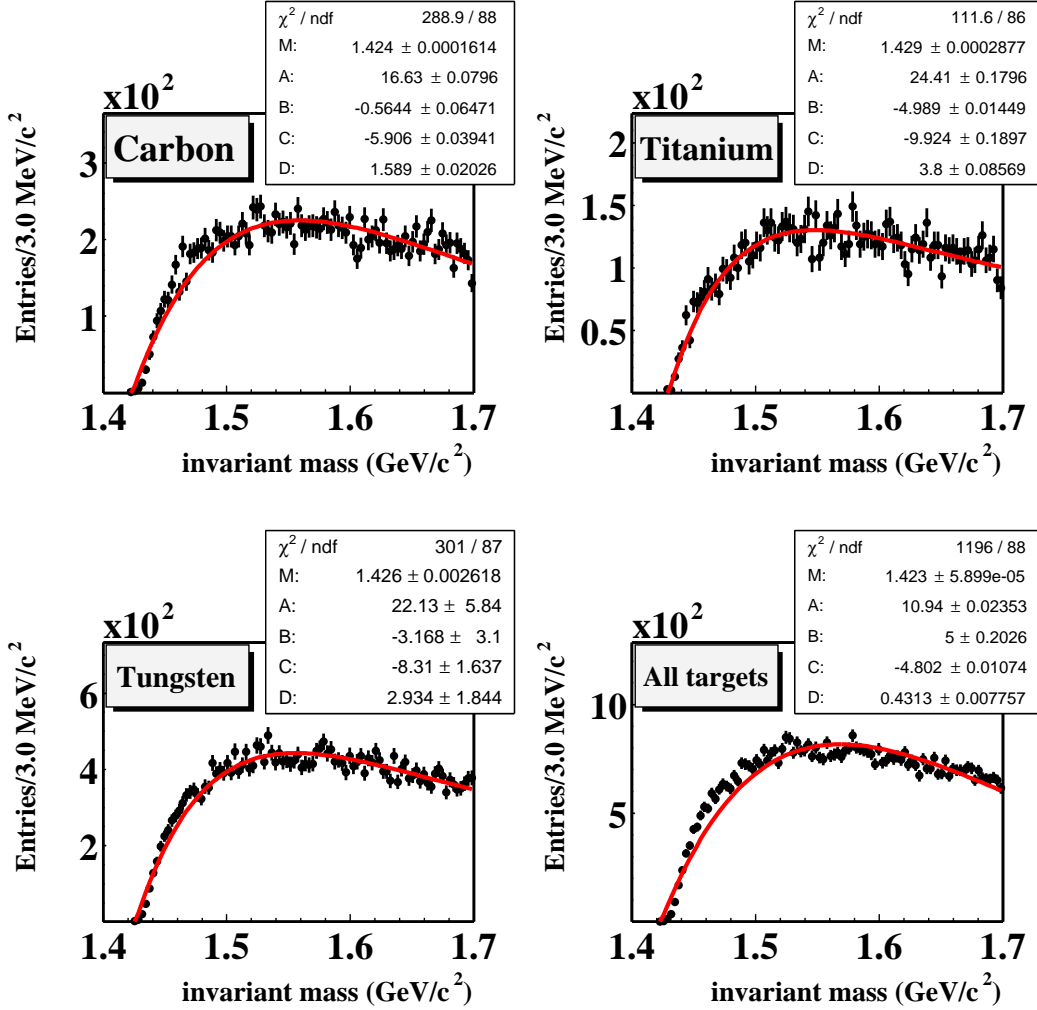 χ² / ndf 288.9 / 88
M: 1.424 ± 0.0001614
A: 16.63 ± 0.0796
B: -0.5644 ± 0.06471
C: -5.906 ± 0.03941
D: 1.589 ± 0.02026
x10²
Carbon
Entries/3.0 MeV/c²
3
2
1
1.4 1.5 1.6 1.7
invariant mass (GeV/c²)
χ² / ndf 111.6 / 86
M: 1.429 ± 0.0002877
A: 24.41 ± 0.1796
B: -4.989 ± 0.01449
C: -9.924 ± 0.1897
D: 3.8 ± 0.08569
x10²
Titanium
Entries/3.0 MeV/c²
2
1.5
1
0.5
1.4 1.5 1.6 1.7
invariant mass (GeV/c²)
χ² / ndf 301 / 87
M: 1.426 ± 0.002618
A: 22.13 ± 5.84
B: -3.168 ± 3.1
C: -8.31 ± 1.637
D: 2.934 ± 1.844
x10²
Tungsten
Entries/3.0 MeV/c²
6
4
2
1.4 1.5 1.6 1.7
invariant mass (GeV/c²)
χ² / ndf 1196 / 88
M: 1.423 ± 5.899e-05
A: 10.94 ± 0.02353
B: 5 ± 0.2026
C: -4.802 ± 0.01074
D: 0.4313 ± 0.007757
x10²
All targets
Entries/3.0 MeV/c²
10
5
1.4 1.5 1.6 1.7
invariant mass (GeV/c²)